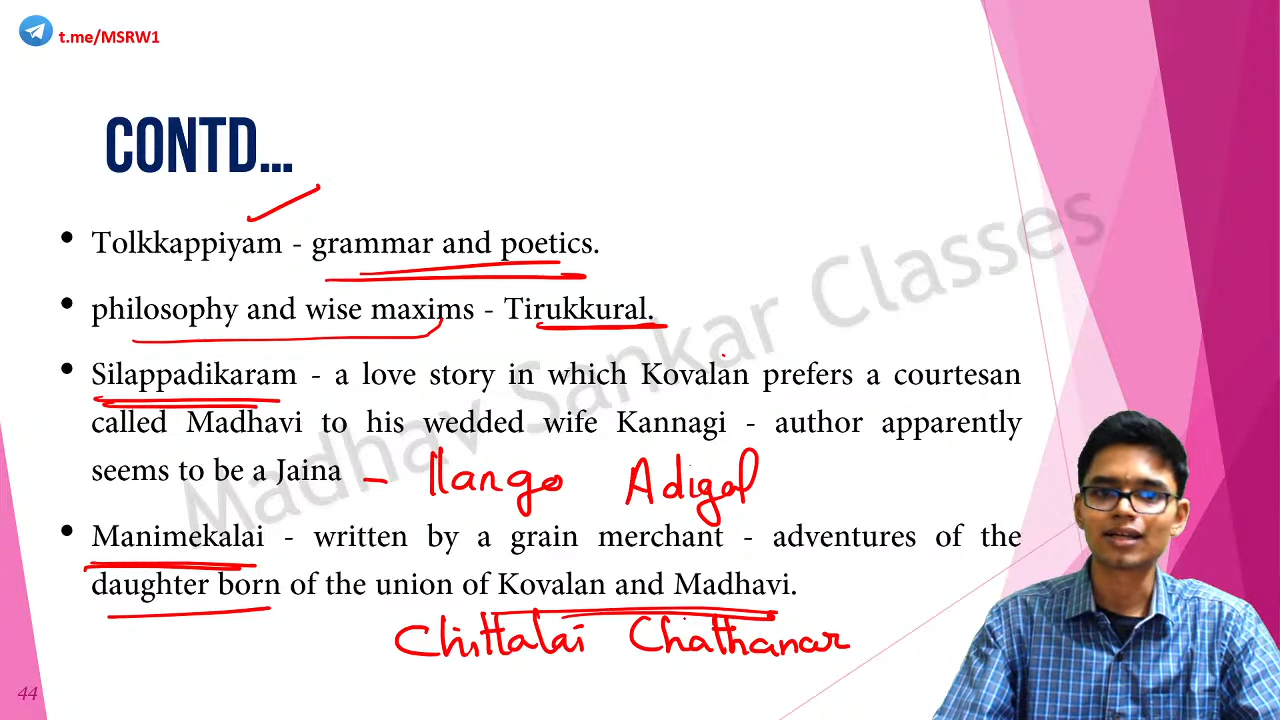 t.me/MSRW1
CONTD...
• Tolkkappiyam - grammar and poetics.
• philosophy and wise maxims - Tirukkural.
• Silappadikaram - a love story in which Kovalan prefers a courtesan
called Madhavi to his wedded wife Kannagi - author apparently
seems to be a Jaina - Ilango Adigal
• Manimekalai - written by a grain merchant - adventures of the
daughter born of the union of Kovalan and Madhavi.
Chittalai Chathanar
Madhav Sankar Classes
44